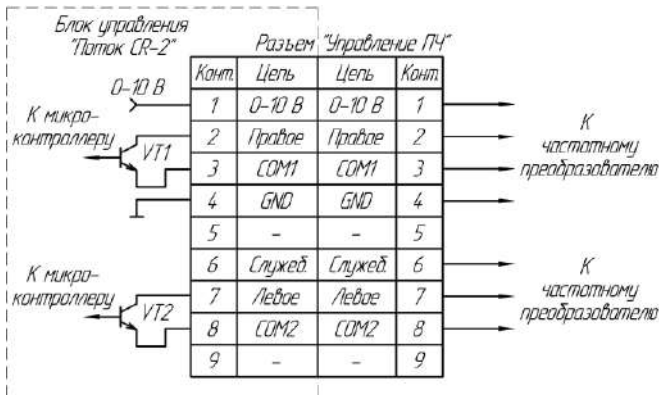 Блок управления
"Поток CR-2"
Разъем "Управление ПЧ"
Конт. Цепь Цепь Конт.
0-10 В
1 0-10 В 0-10 В 1
К микро-
контроллеру
VT1
2 Правое Правое 2
3 COM1 COM1 3
4 GND GND 4
К
частотному
преобразователю
5 - - 5
6 Служеб. Служеб. 6
К микро-
контроллеру
VT2
7 Левое Левое 7
8 COM2 COM2 8
К
частотному
преобразователю
9 - - 9